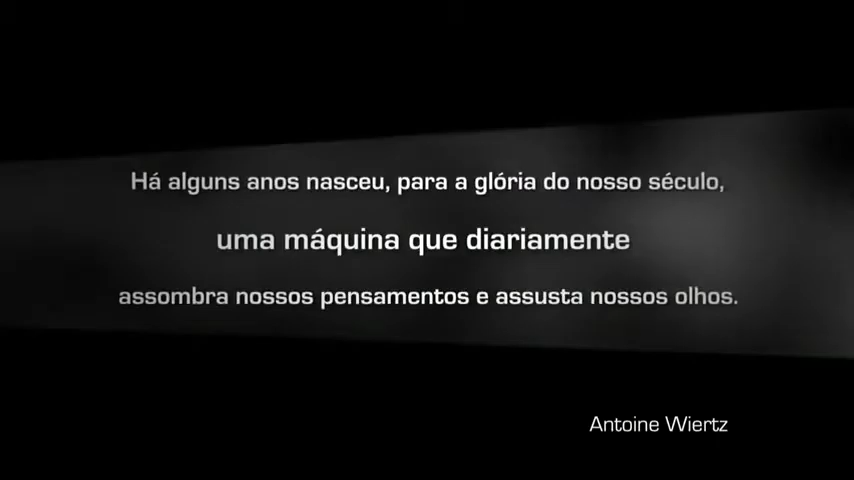 Há alguns anos nasceu, para a glória do nosso século,
uma máquina que diariamente
assombra nossos pensamentos e assusta nossos olhos.
Antoine Wiertz